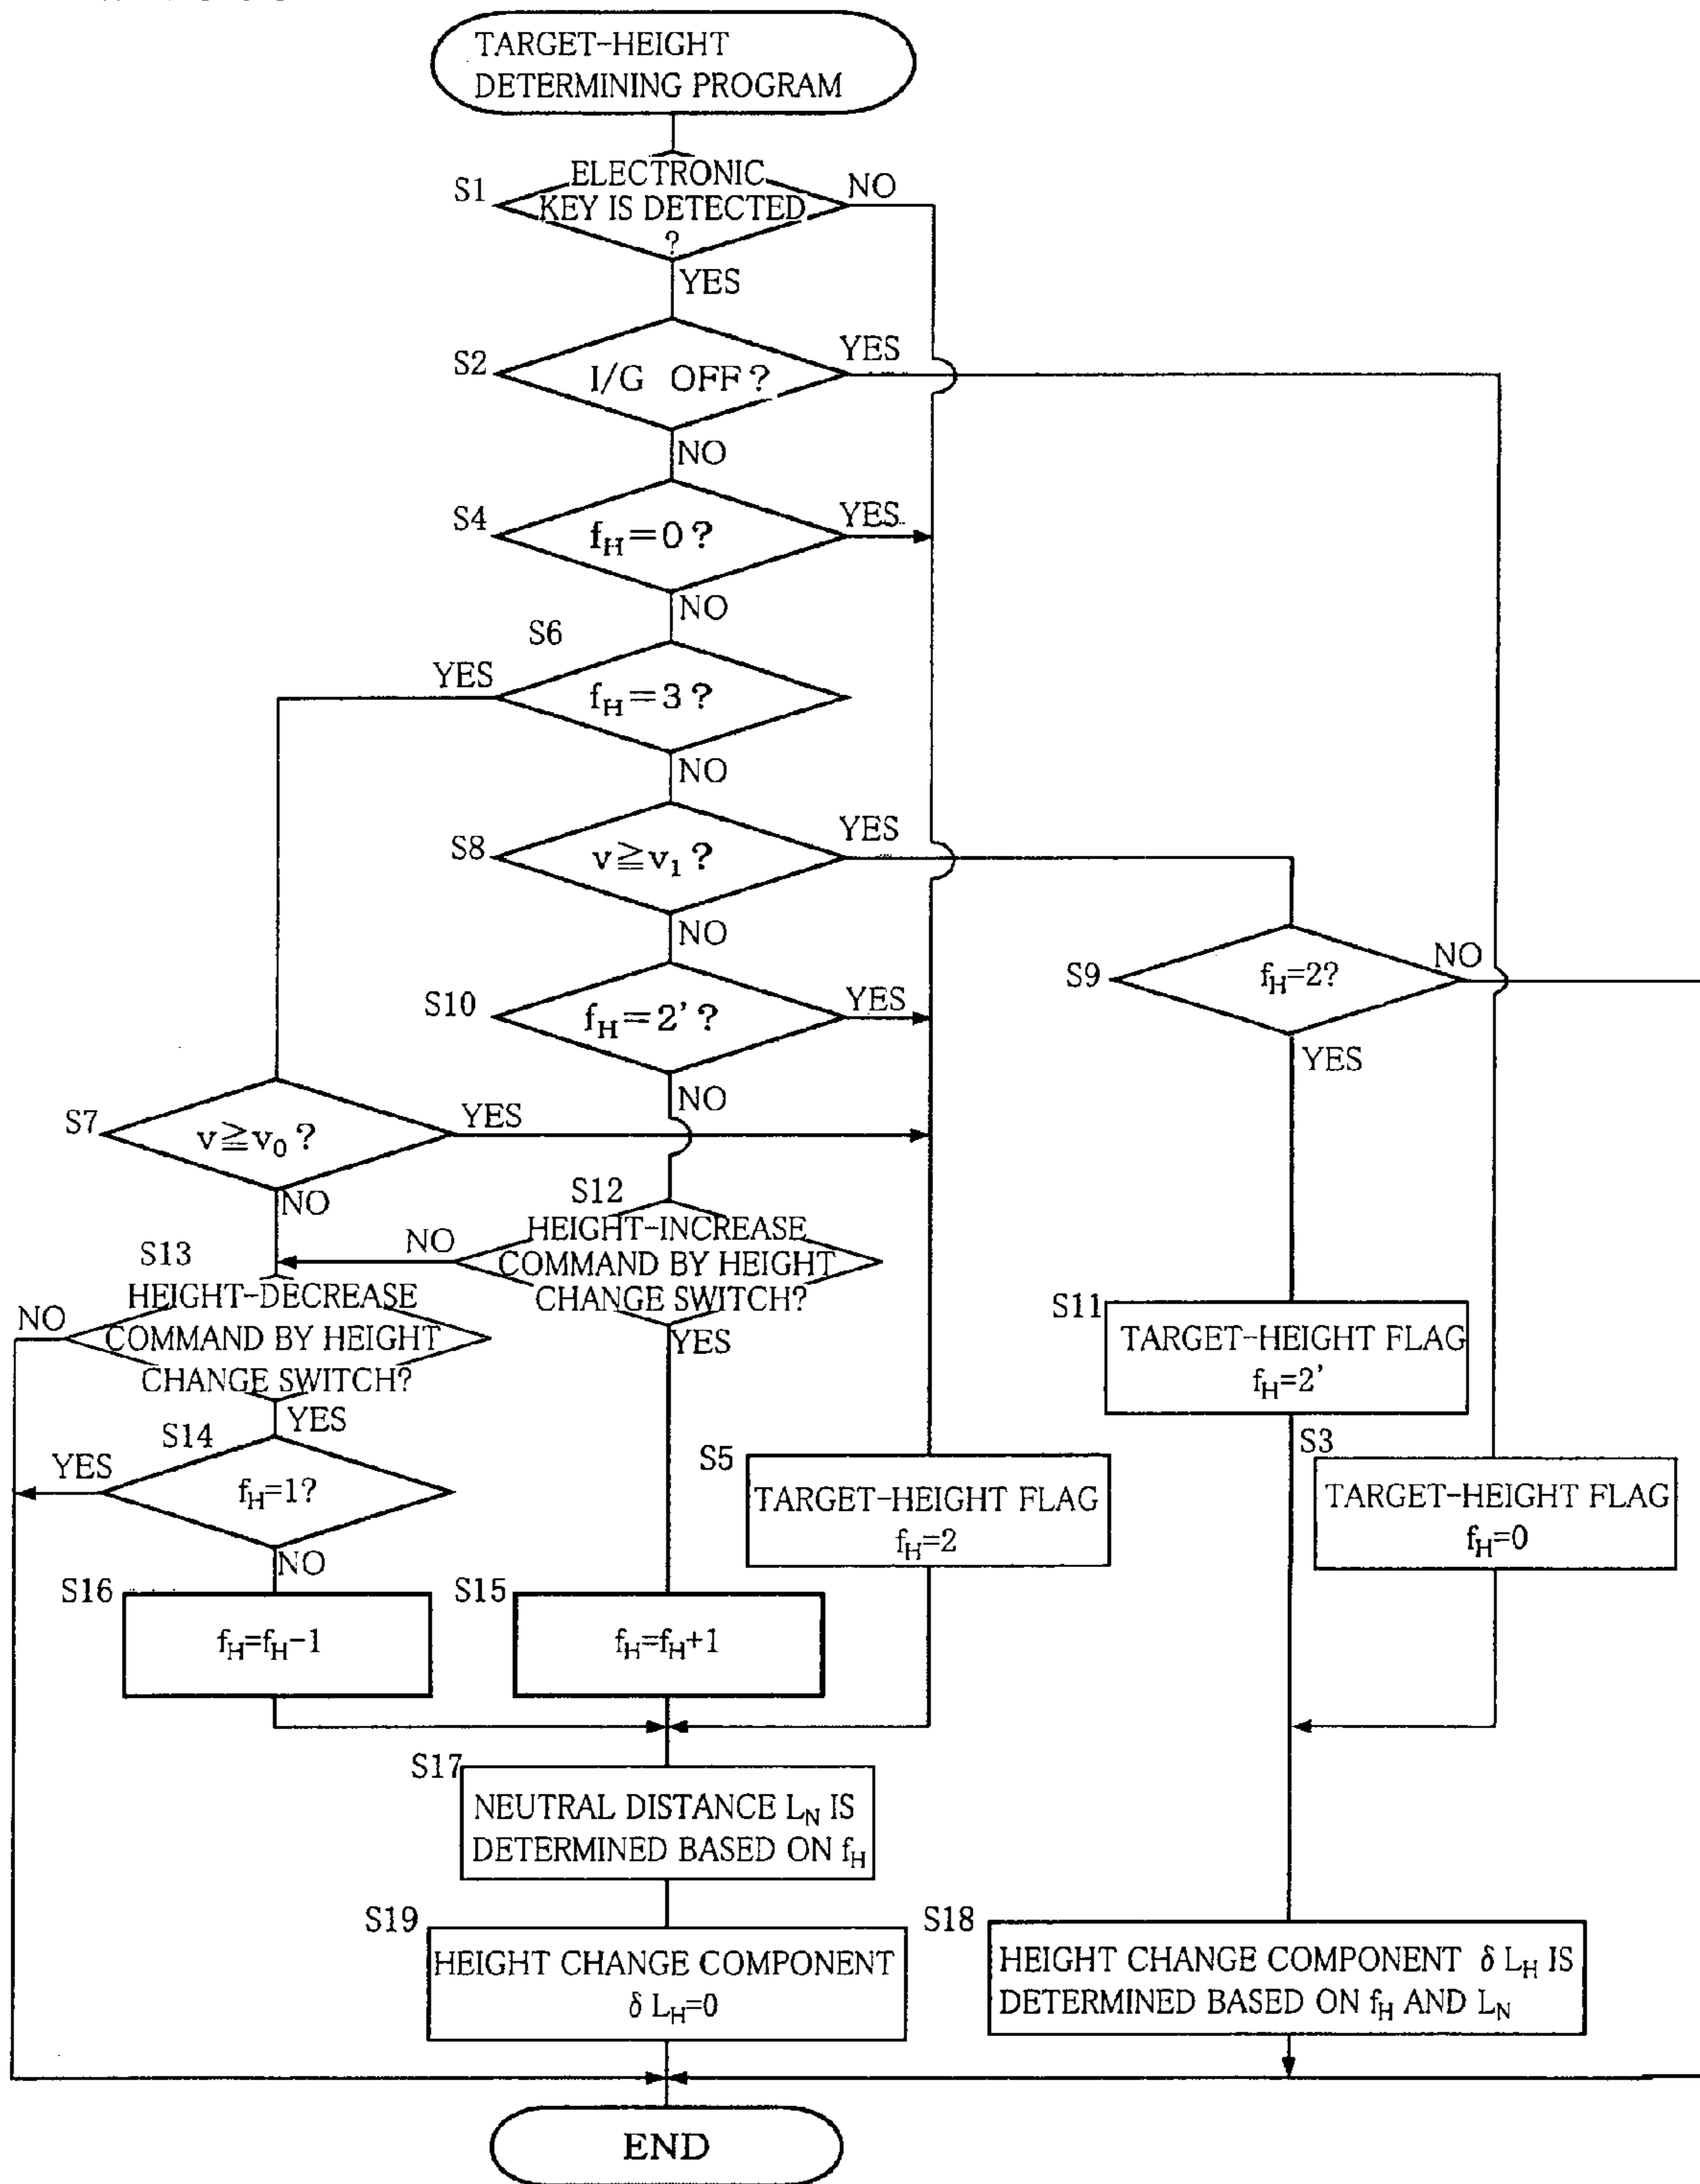 TARGET-HEIGHT
DETERMINING PROGRAM
S1
ELECTRONIC
KEY IS DETECTED
?
NO
YES
S2
I/G OFF?
YES
NO
S4
f_H=0?
YES
NO
S6
YES
f_H=3?
NO
S8
v≧v_1?
YES
NO
S9
f_H=2?
NO
YES
S10
f_H=2'?
YES
NO
S7
v≧v_0?
YES
NO
S12
HEIGHT-INCREASE
COMMAND BY HEIGHT
CHANGE SWITCH?
NO
YES
S13
HEIGHT-DECREASE
COMMAND BY HEIGHT
CHANGE SWITCH?
NO
YES
S11
TARGET-HEIGHT FLAG
f_H=2'
S14
YES
f_H=1?
NO
S5
TARGET-HEIGHT FLAG
f_H=2
S3
TARGET-HEIGHT FLAG
f_H=0
S16
f_H=f_H-1
S15
f_H=f_H+1
S17
NEUTRAL DISTANCE L_N IS
DETERMINED BASED ON f_H
S19
HEIGHT CHANGE COMPONENT
δ L_H=0
S18
HEIGHT CHANGE COMPONENT δ L_H IS
DETERMINED BASED ON f_H AND L_N
END